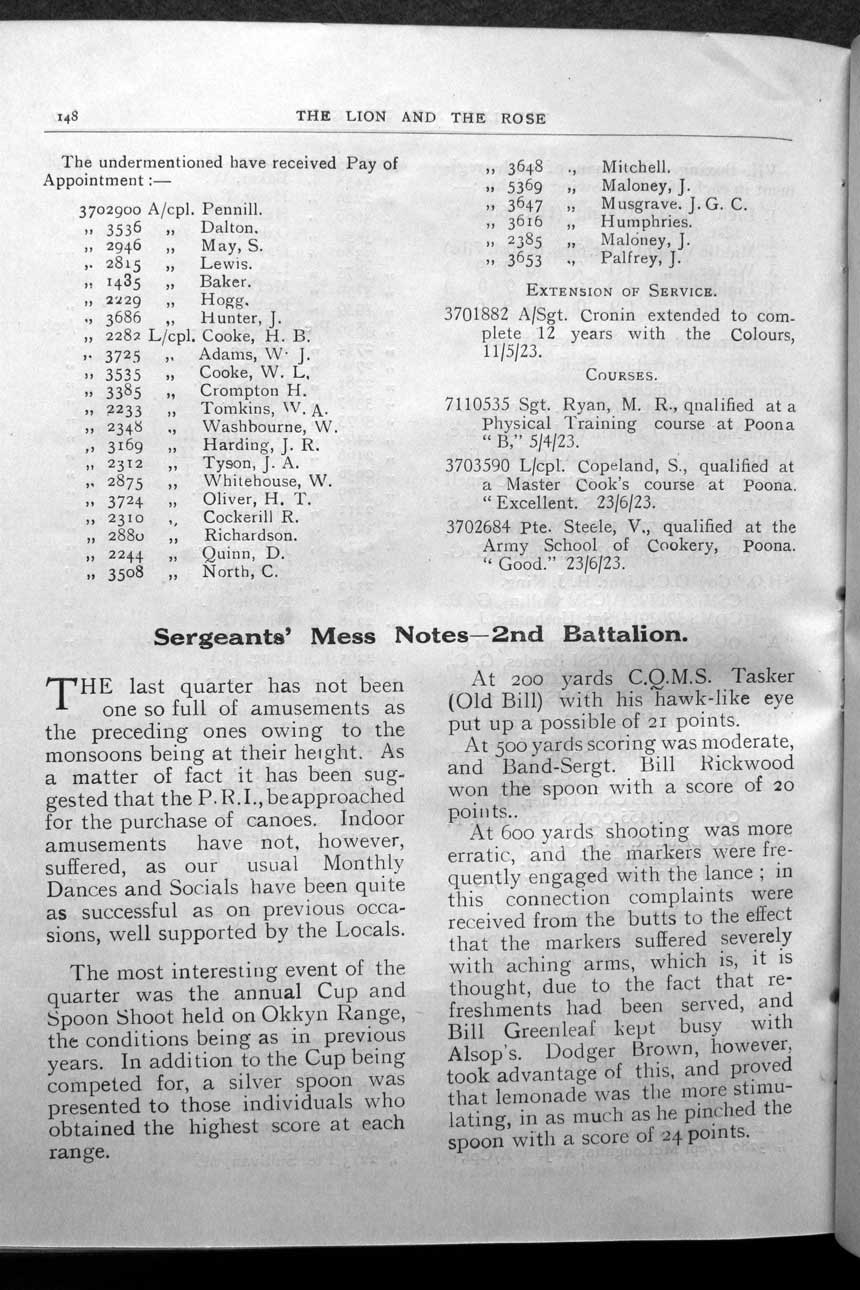 148
THE LION AND THE ROSE
The undermentioned have received Pay of
Appointment :—
3702900 A/cpl. Pennill.
„ 3536 „ Dalton.
„ 2946 „ May, S.
„ 2815 „ Lewis.
„ 1485 „ Baker.
„ 2229 „ Hogg.
„ 3686 „ Hunter, J.
„ 2282 L/cpl. Cooke, H. B.
„ 3725 „ Adams, W. J.
„ 3535 „ Cooke, W. L.
„ 3385 „ Crompton H.
„ 2233 „ Tomkins, W. A.
„ 2348 „ Washbourne, W.
„ 3169 „ Harding, J. R.
„ 2312 „ Tyson, J. A.
„ 2875 „ Whitehouse, W.
„ 3724 „ Oliver, H. T.
„ 2310 „ Cockerill R.
„ 2880 „ Richardson.
„ 2244 „ Quinn, D.
„ 3508 „ North, C.
„ 3648 „ Mitchell.
„ 5369 „ Maloney, J.
„ 3647 „ Musgrave. J. G. C.
„ 3616 „ Humphries.
„ 2385 „ Maloney, J.
„ 3653 „ Palfrey, J.
EXTENSION OF SERVICE.
3701882 A/Sgt. Cronin extended to com-
plete 12 years with the Colours,
11/5/23.
COURSES.
7110535 Sgt. Ryan, M. R., qnalified at a
Physical Training course at Poona
“ B,” 5/4/23.
3703590 L/cpl. Copeland, S., qualified at
a Master Cook's course at Poona.
“ Excellent. 23/6/23.
3702684 Pte. Steele, V., qualified at the
Army School of Cookery, Poona.
“ Good.” 23/6/23.
Sergeants' Mess Notes—2nd Battalion.
THE last quarter has not been
one so full of amusements as
the preceding ones owing to the
monsoons being at their height. As
a matter of fact it has been sug-
gested that the P.R.I., be approached
for the purchase of canoes. Indoor
amusements have not, however,
suffered, as our usual Monthly
Dances and Socials have been quite
as successful as on previous occa-
sions, well supported by the Locals.
The most interesting event of the
quarter was the annual Cup and
Spoon Shoot held on Okkyn Range,
the conditions being as in previous
years. In addition to the Cup being
competed for, a silver spoon was
presented to those individuals who
obtained the highest score at each
range.
At 200 yards C.Q.M.S. Tasker
(Old Bill) with his hawk-like eye
put up a possible of 21 points.
At 500 yards scoring was moderate,
and Band-Sergt. Bill Rickwood
won the spoon with a score of 20
points..
At 600 yards shooting was more
erratic, and the markers were fre-
quently engaged with the lance ; in
this connection complaints were
received from the butts to the effect
that the markers suffered severely
with aching arms, which is, it is
thought, due to the fact that re-
freshments had been served, and
Bill Greenleaf kept busy with
Alsop's. Dodger Brown, however,
took advantage of this, and proved
that lemonade was the more stimu-
lating, in as much as he pinched the
spoon with a score of 24 points.